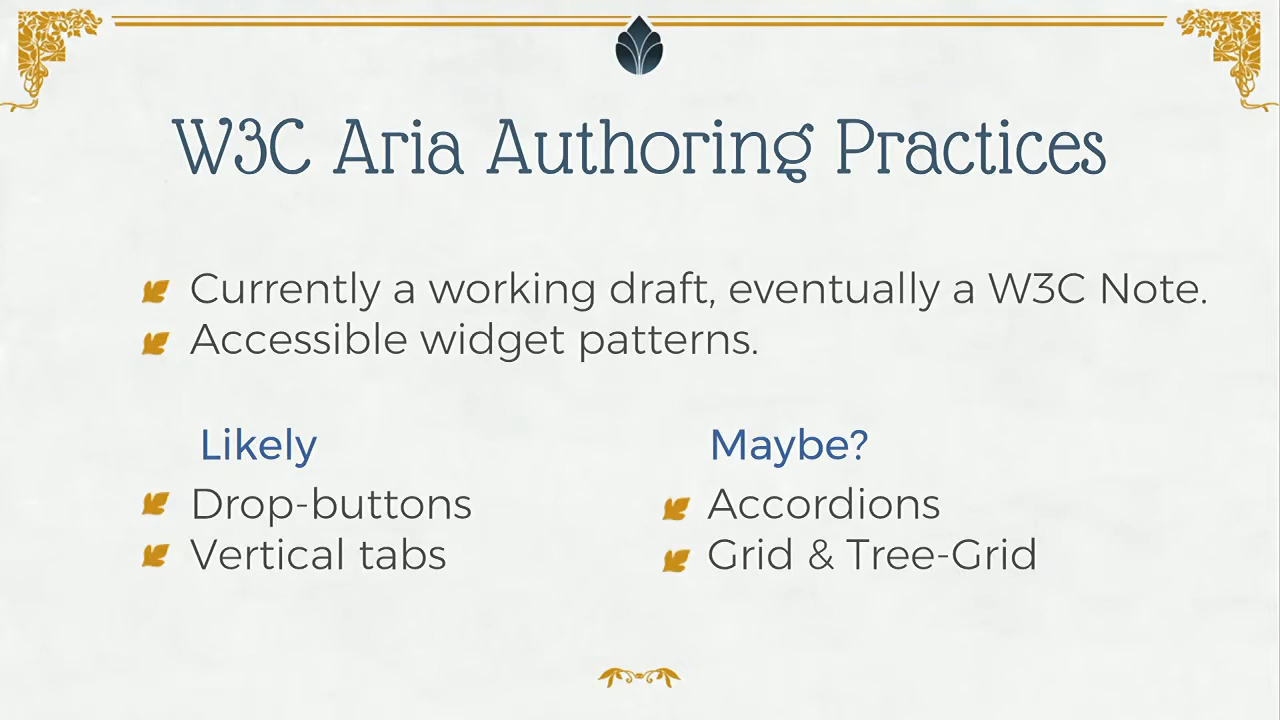 W3C Aria Authoring Practices
Currently a working draft, eventually a W3C Note.
Accessible widget patterns.
Likely
Drop-buttons
Vertical tabs
Maybe?
Accordions
Grid & Tree-Grid